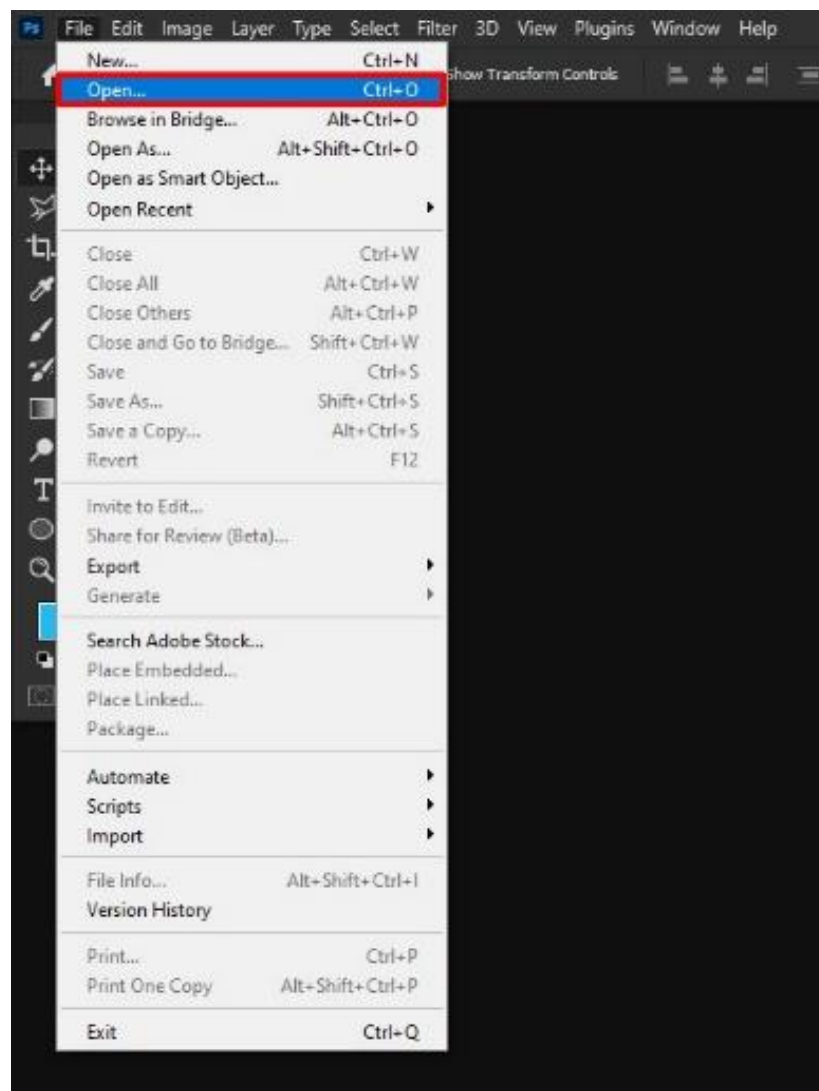 Ps File Edit Image Layer Type Select Filter 3D View Plugins Window Help
Show Transform Controls
New... Ctrl+N
Open... Ctrl+O
Browse in Bridge... Alt+Ctrl+O
Open As... Alt+Shift+Ctrl+O
Open as Smart Object...
Open Recent
Close Ctrl+W
Close All Alt+Ctrl+W
Close Others Alt+Ctrl+P
Close and Go to Bridge... Shift+Ctrl+W
Save Ctrl+S
Save As... Shift+Ctrl+S
Save a Copy... Alt+Ctrl+S
Revert F12
Invite to Edit...
Share for Review (Beta)...
Export
Generate
Search Adobe Stock...
Place Embedded...
Place Linked...
Package...
Automate
Scripts
Import
File Info... Alt+Shift+Ctrl+I
Version History
Print... Ctrl+P
Print One Copy Alt+Shift+Ctrl+P
Exit Ctrl+Q